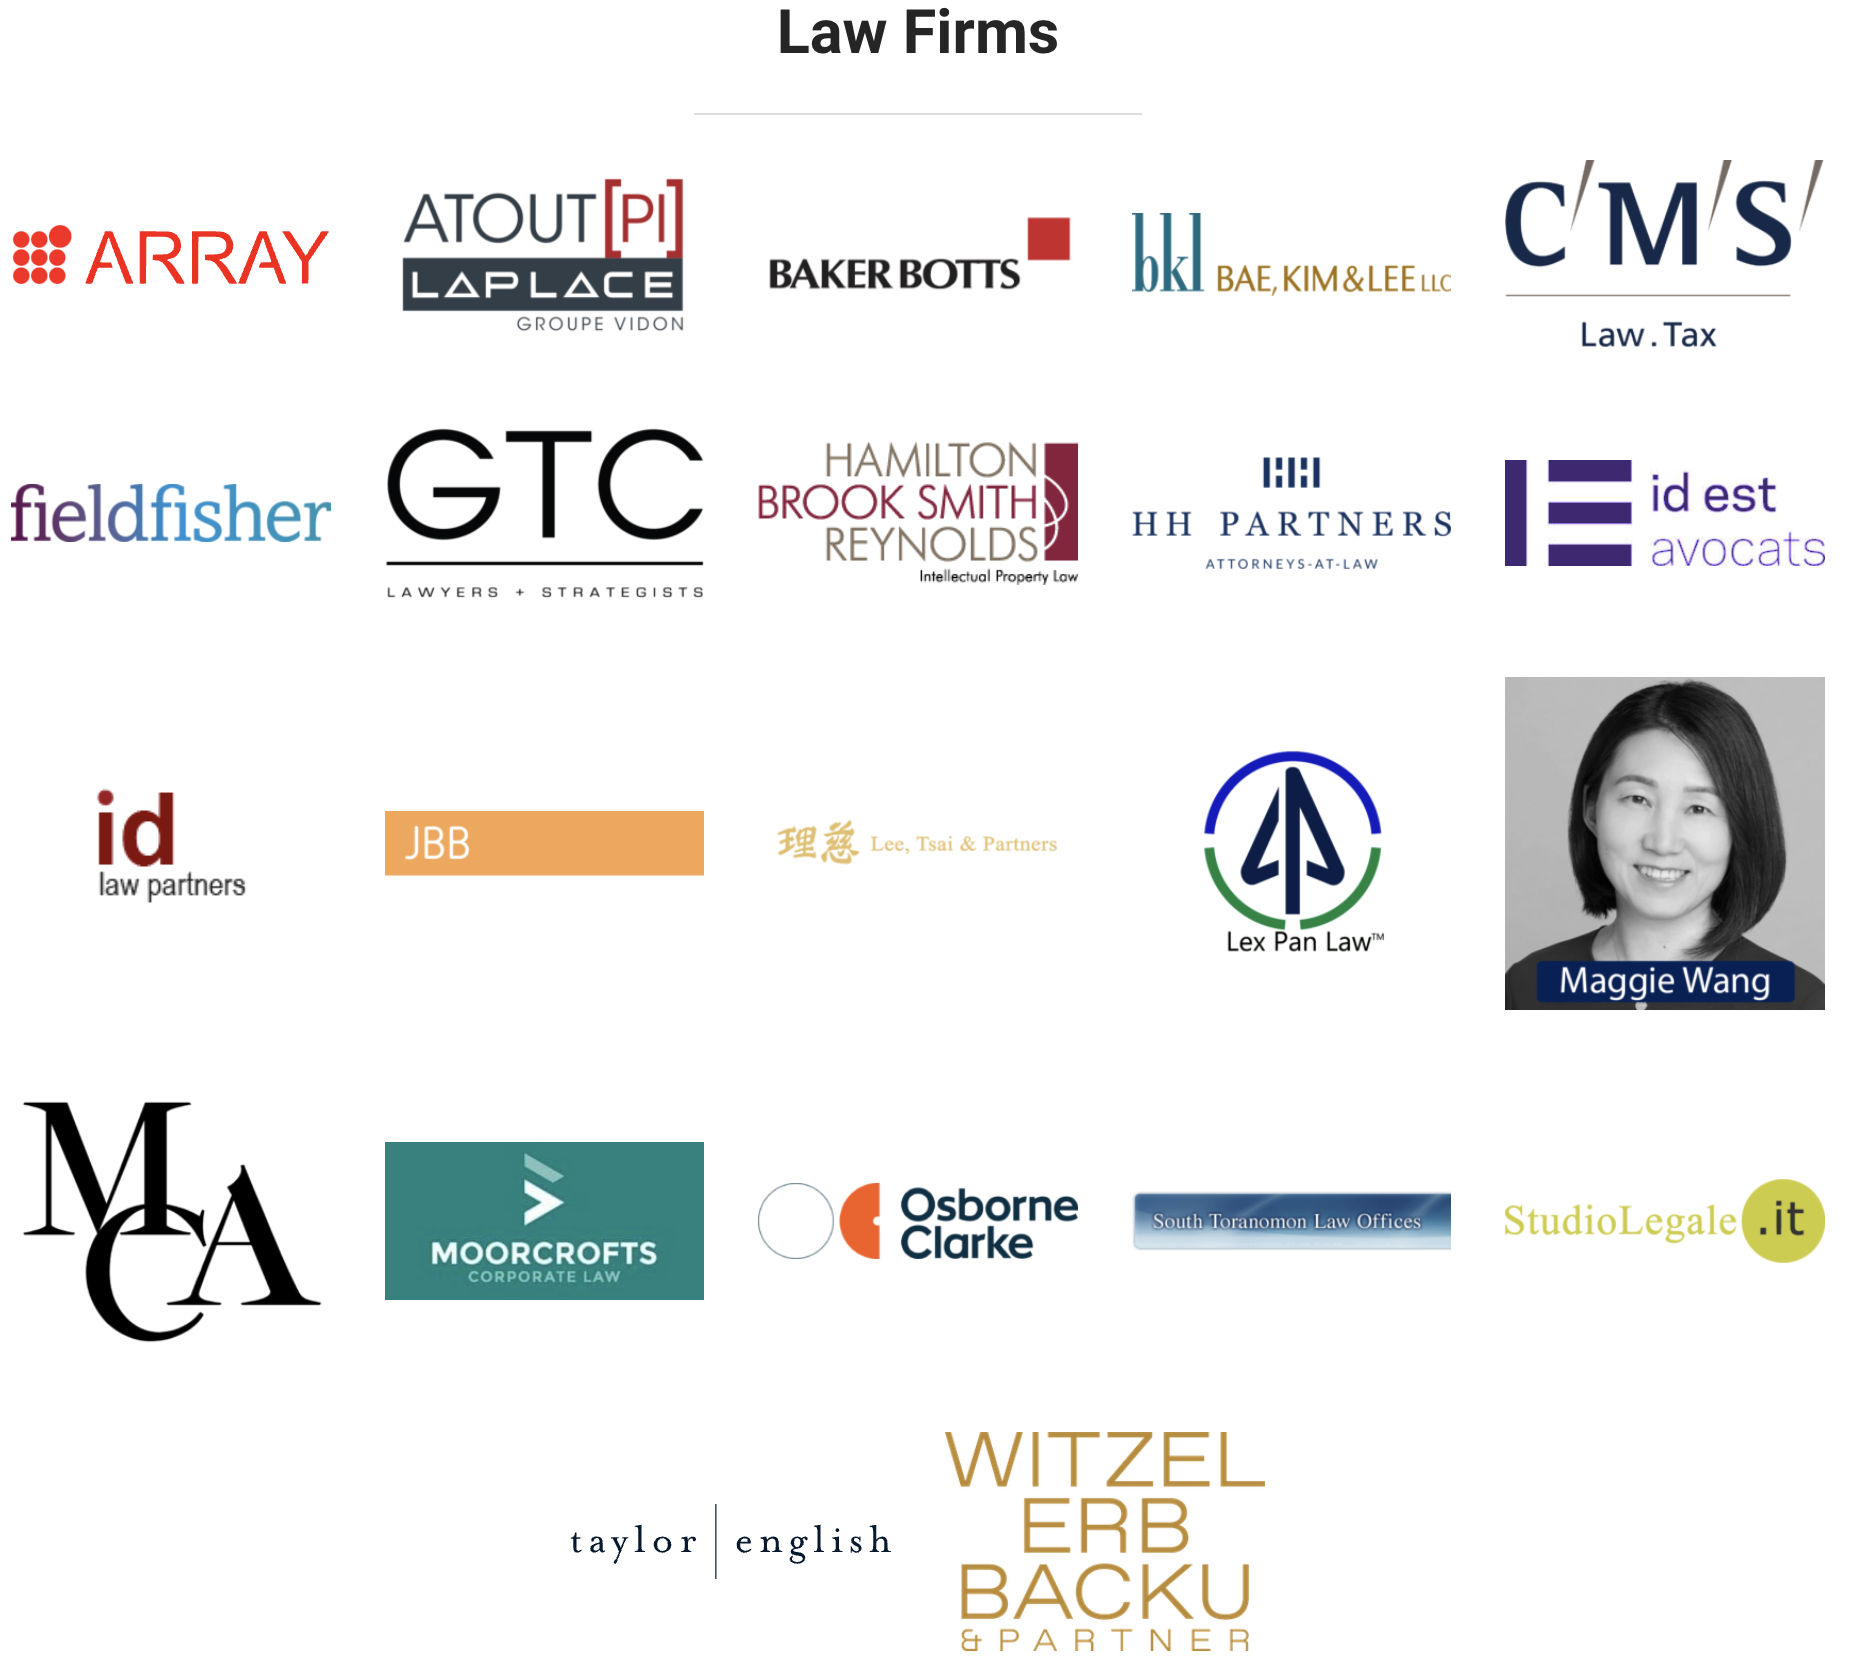 Law Firms
ARRAY
ATOUT[PI]
LAPLACE
GROUPE VIDON
BAKER BOTTS
bkl BAE, KIM & LEE LLC
C'M'S'
Law . Tax
fieldfisher
GTC
LAWYERS + STRATEGISTS
HAMILTON
BROOK SMITH
REYNOLDS
Intellectual Property Law
HH
HH PARTNERS
ATTORNEYS-AT-LAW
id est
avocats
id
law partners
JBB
理慈 Lee, Tsai & Partners
Lex Pan Law™
Maggie Wang
MCA
MOORCROFTS
CORPORATE LAW
Osborne
Clarke
South Toranomon Law Offices
StudioLegale.it
taylor | english
WITZEL
ERB
BACKU
& PARTNER